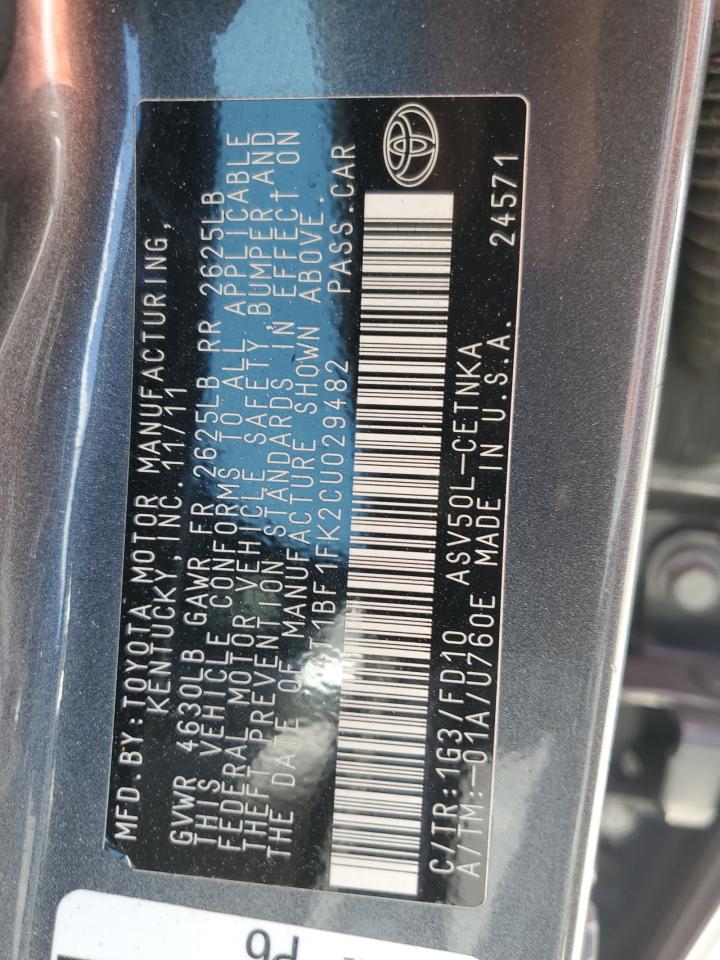 MFD.BY:TOYOTA MOTOR MANUFACTURING,
KENTUCKY,INC.11/11
GVWR 4630LB GAWR FR 2625LB RR 2625LB
THIS VEHICLE CONFORMS TO ALL APPLICABLE
FEDERAL MOTOR VEHICLE SAFETY,BUMPER,AND
THEFT PREVENTION STANDARDS IN EFFECT ON
THE DATE OF MANUFACTURE SHOWN ABOVE.
4T1BF1FK2CU029482 PASS.CAR
C/TR:1G3/FD10 ASV50L-CETNKA
A/TM:-01A/U760E MADE IN U.S.A. 24571